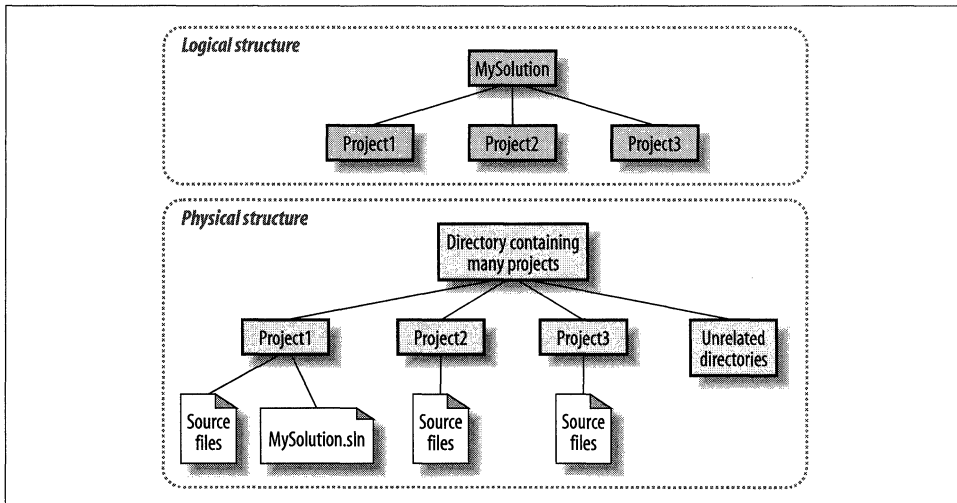 Logical structure
MySolution
Project1
Project2
Project3
Physical structure
Directory containing
many projects
Project1
Project2
Project3
Unrelated
directories
Source
files
MySolution.sln
Source
files
Source
files